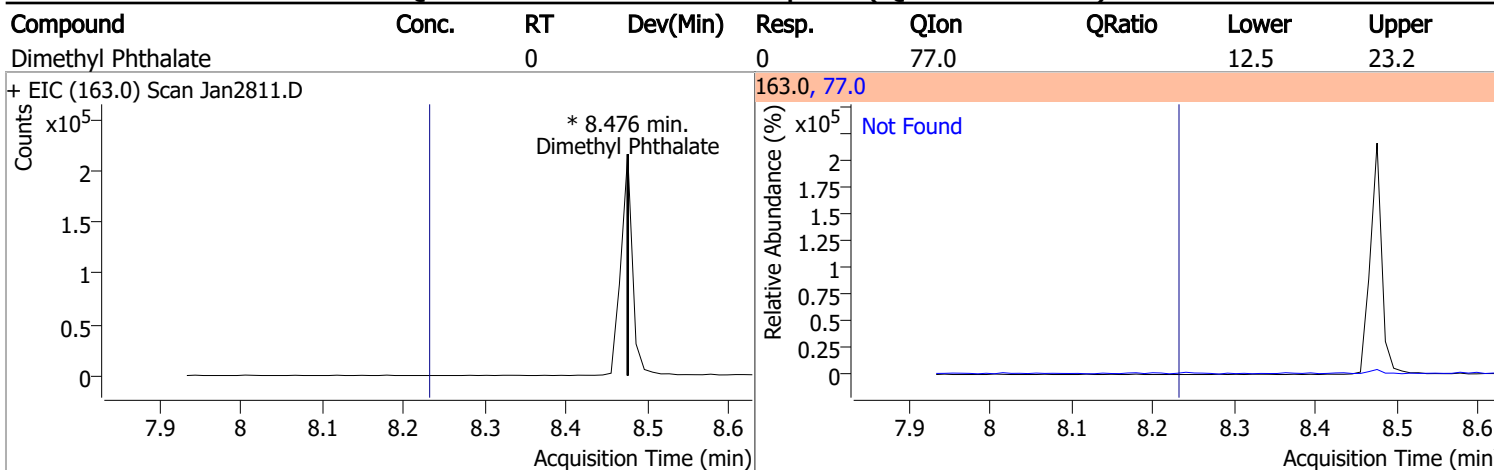 Compound Conc. RT Dev(Min) Resp. QIon QRatio Lower Upper
Dimethyl Phthalate 0 0 77.0 12.5 23.2
+ EIC (163.0) Scan Jan2811.D
Counts
x10⁵
* 8.476 min.
Dimethyl Phthalate
2
1.5
1
0.5
0
7.9 8 8.1 8.2 8.3 8.4 8.5 8.6
Acquisition Time (min)
163.0, 77.0
Relative Abundance (%)
x10⁵
Not Found
2
1.75
1.5
1.25
1
0.75
0.5
0.25
0
7.9 8 8.1 8.2 8.3 8.4 8.5 8.6
Acquisition Time (min